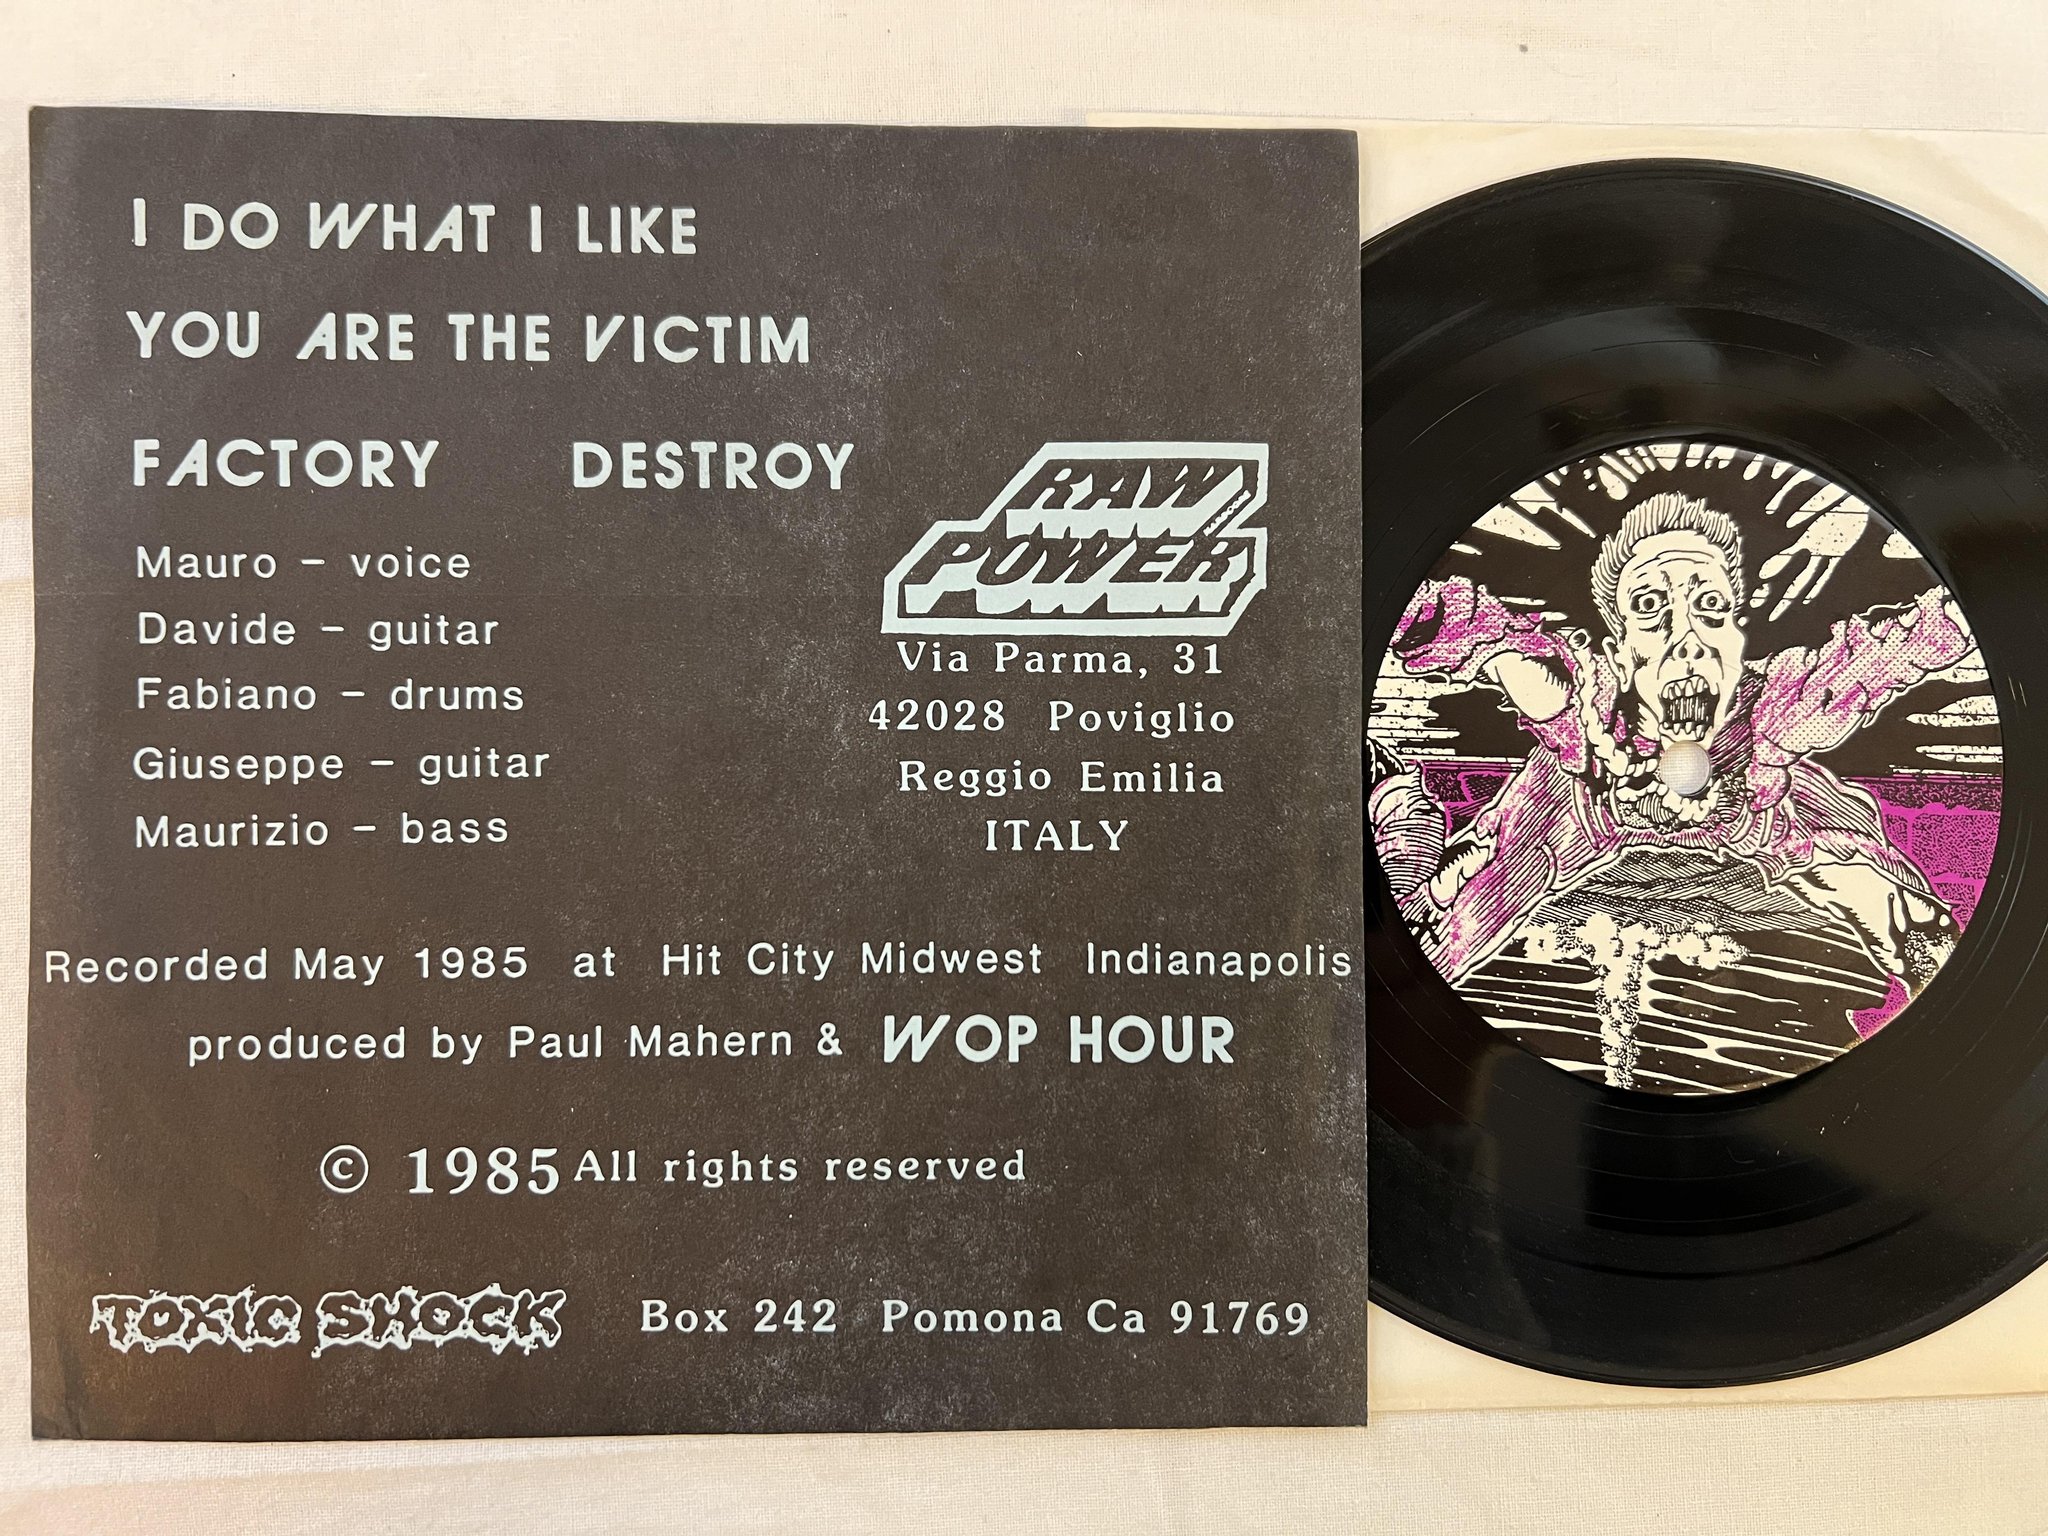 I DO WHAT I LIKE
YOU ARE THE VICTIM
FACTORY DESTROY
Mauro - voice
Davide - guitar
Fabiano - drums
Giuseppe - guitar
Maurizio - bass
RAW
POWER
Via Parma, 31
42028 Poviglio
Reggio Emilia
ITALY
Recorded May 1985 at Hit City Midwest Indianapolis
produced by Paul Mahern & WOP HOUR
© 1985 All rights reserved
TOXIC SHOCK Box 242 Pomona Ca 91769